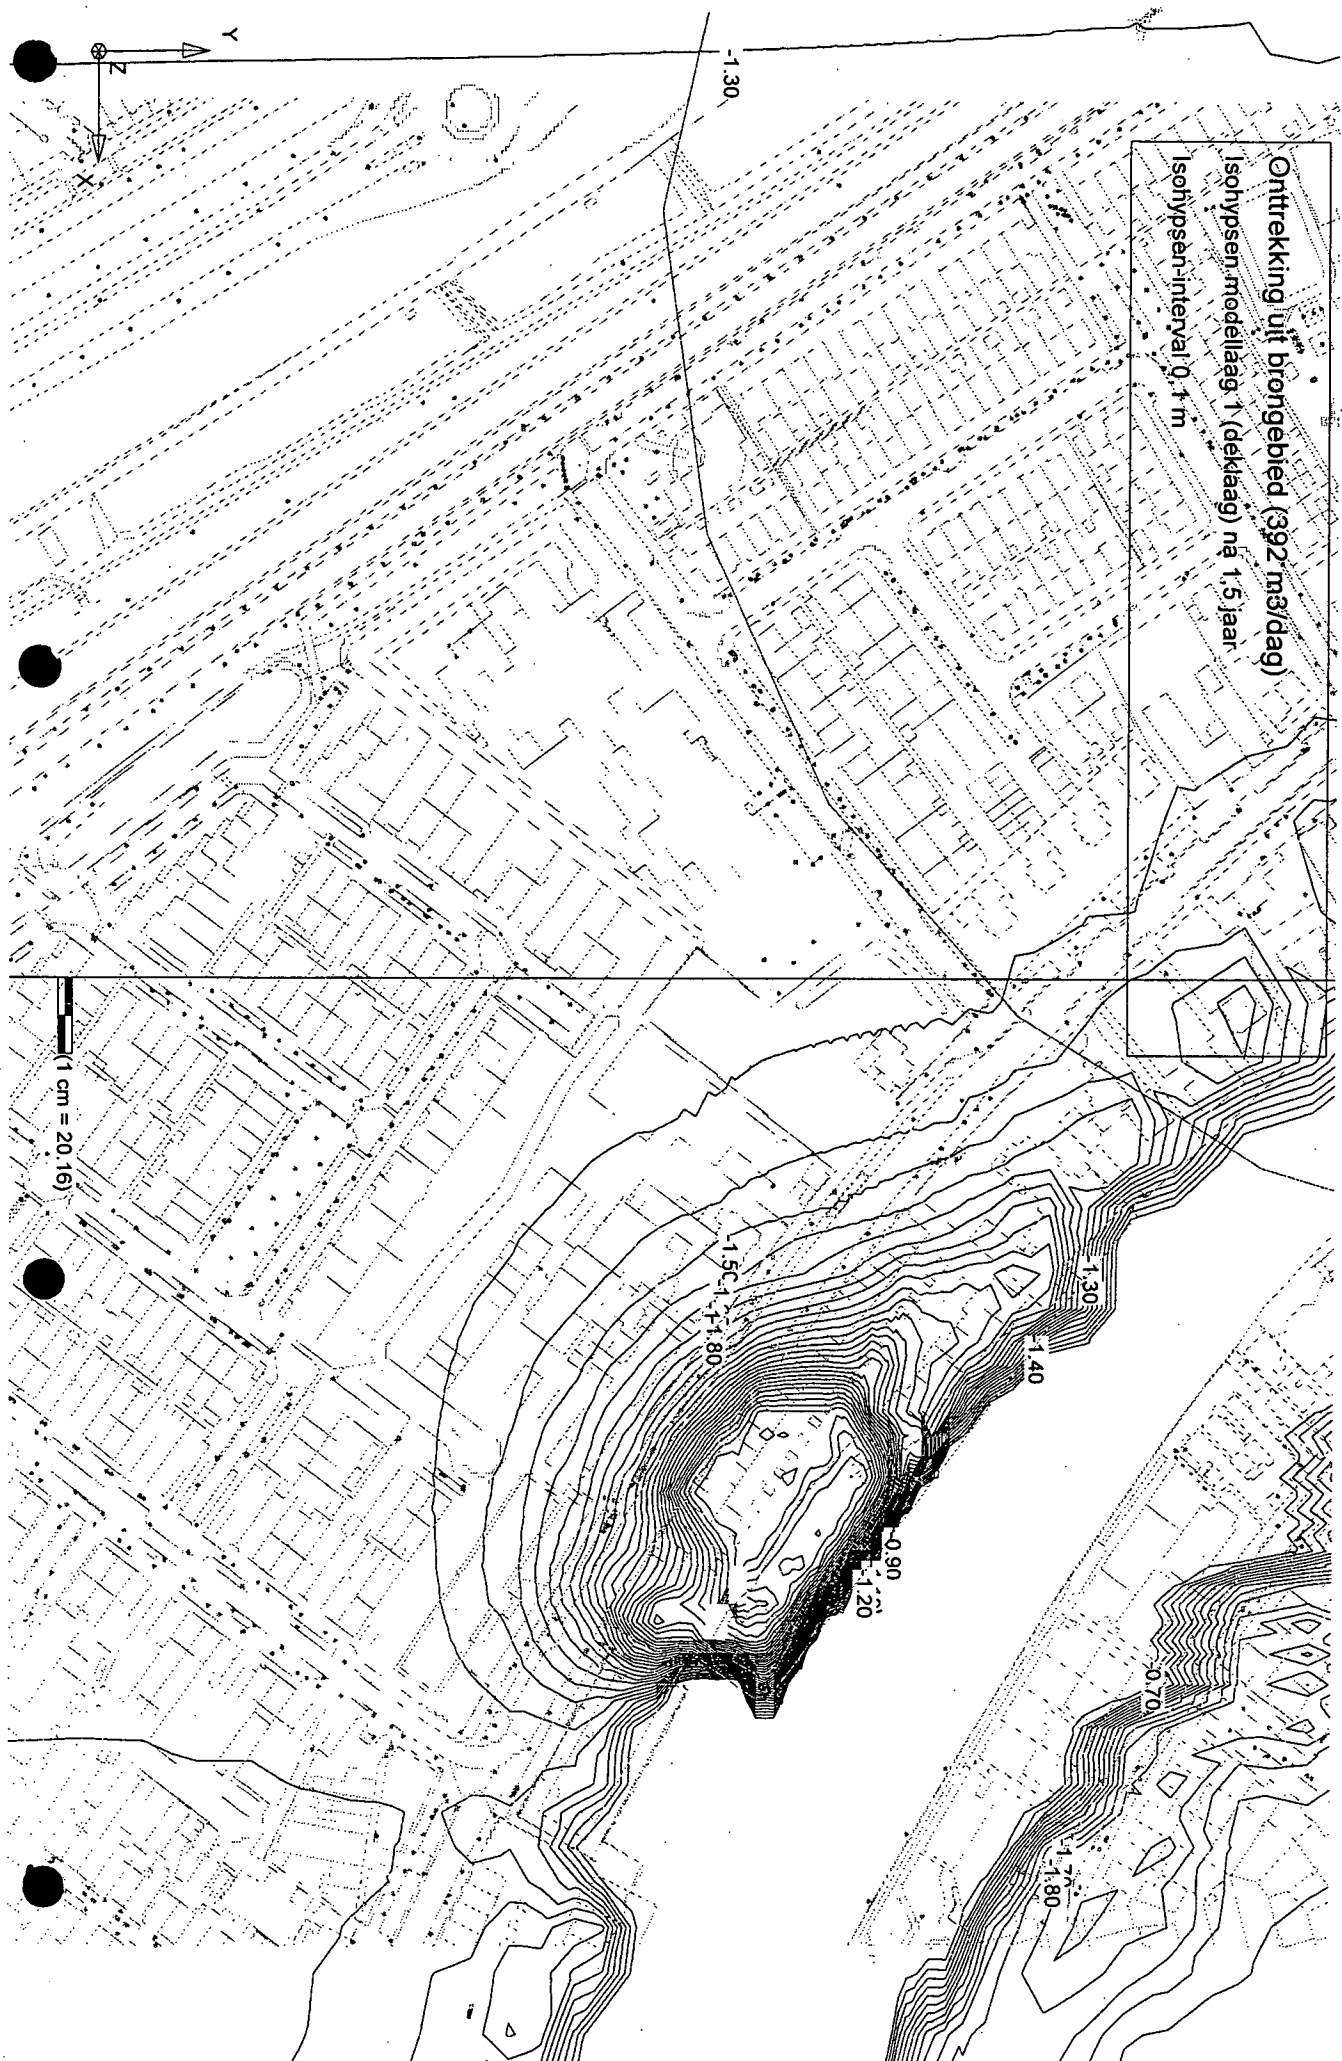 Onttrekking uit brongebied (392 m3/dag)
Isohypsen modellaag 1 (deklaag) na 1,5 jaar
Isohypsen-interval 0,1 m
Y
Z
X
-1.30
(1 cm = 20.16)
-1.80
-1.30
-1.40
-0.90
-1.20
-0.70
-1.80